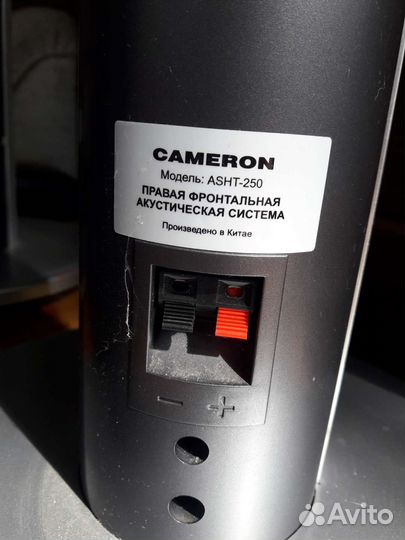 CAMERON
Модель: ASHT-250
ПРАВАЯ ФРОНТАЛЬНАЯ
АКУСТИЧЕСКАЯ СИСТЕМА
Произведено в Китае
− +
Avito